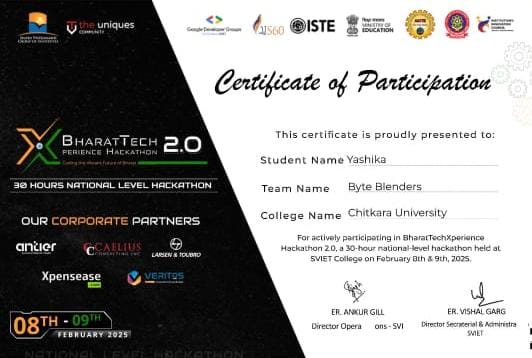 the uniques
COMMUNITY
Google Developer Groups
IS60
ISTE
MINISTRY OF
EDUCATION
INSTITUTION'S
INNOVATION
COUNCIL
Certificate of Participation
BHARATTECH
XPERIENCE HACKATHON
2.0
Coding the Vibrant Future of Bharat
30 HOURS NATIONAL LEVEL HACKATHON
This certificate is proudly presented to:
Student Name Yashika
Team Name Byte Blenders
College Name Chitkara University
For actively participating in BharatTechXperience
Hackathon 2.0, a 30-hour national-level hackathon held at
SVIET College on February 8th & 9th, 2025.
OUR CORPORATE PARTNERS
antier
CAELIUS
CONSULTING INC
LARSEN & TOUBRO
Xpensease
VERITOS
08TH - 09TH
FEBRUARY 2025
ER. ANKUR GILL
Director Opera ons - SVI
ER. VISHAL GARG
Director Secraterial & Administra
SVIET
NATIONAL LEVEL HACKATHON